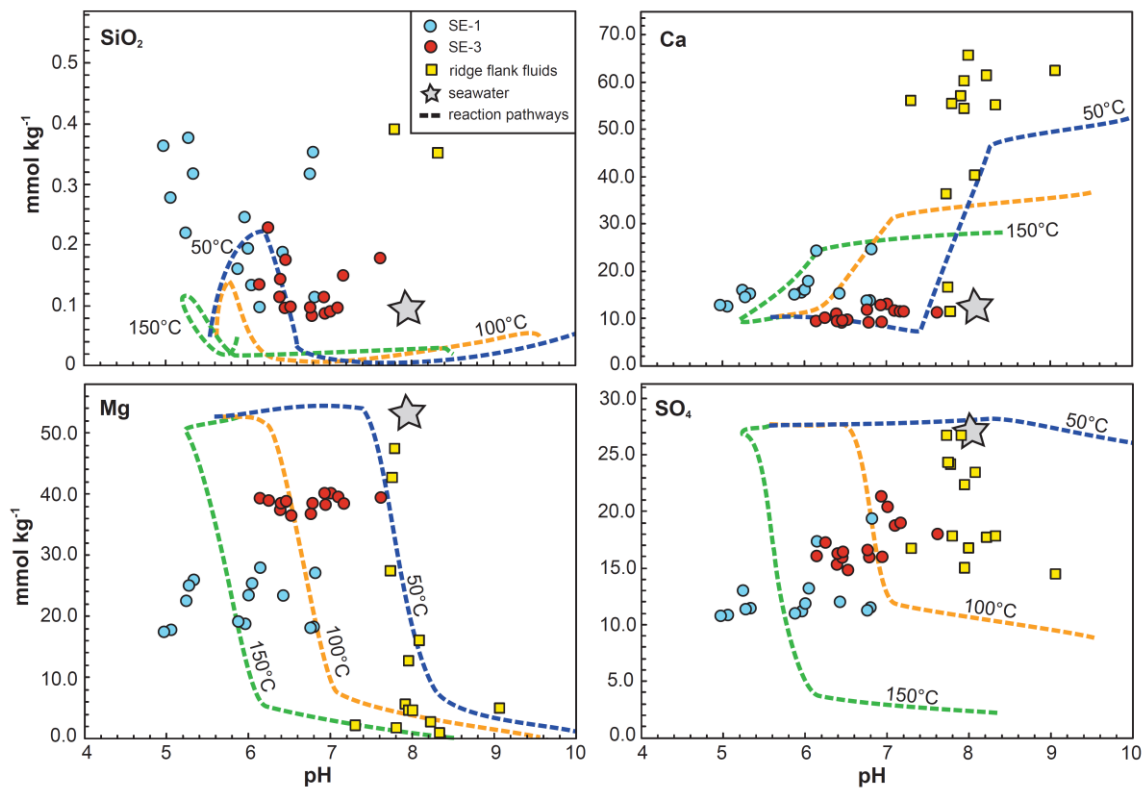 SiO₂
0.5
0.4
0.3
0.2
0.1
0
mmol kg⁻¹
50°C
150°C
100°C
SE-1
SE-3
ridge flank fluids
seawater
reaction pathways
Ca
70.0
60.0
50.0
40.0
30.0
20.0
10.0
0.0
50°C
150°C
Mg
50.0
40.0
30.0
20.0
10.0
0.0
mmol kg⁻¹
150°C
100°C
50°C
4 5 6 7 8 9 10
pH
SO₄
30.0
25.0
20.0
15.0
10.0
5.0
0.0
50°C
100°C
150°C
4 5 6 7 8 9 10
pH